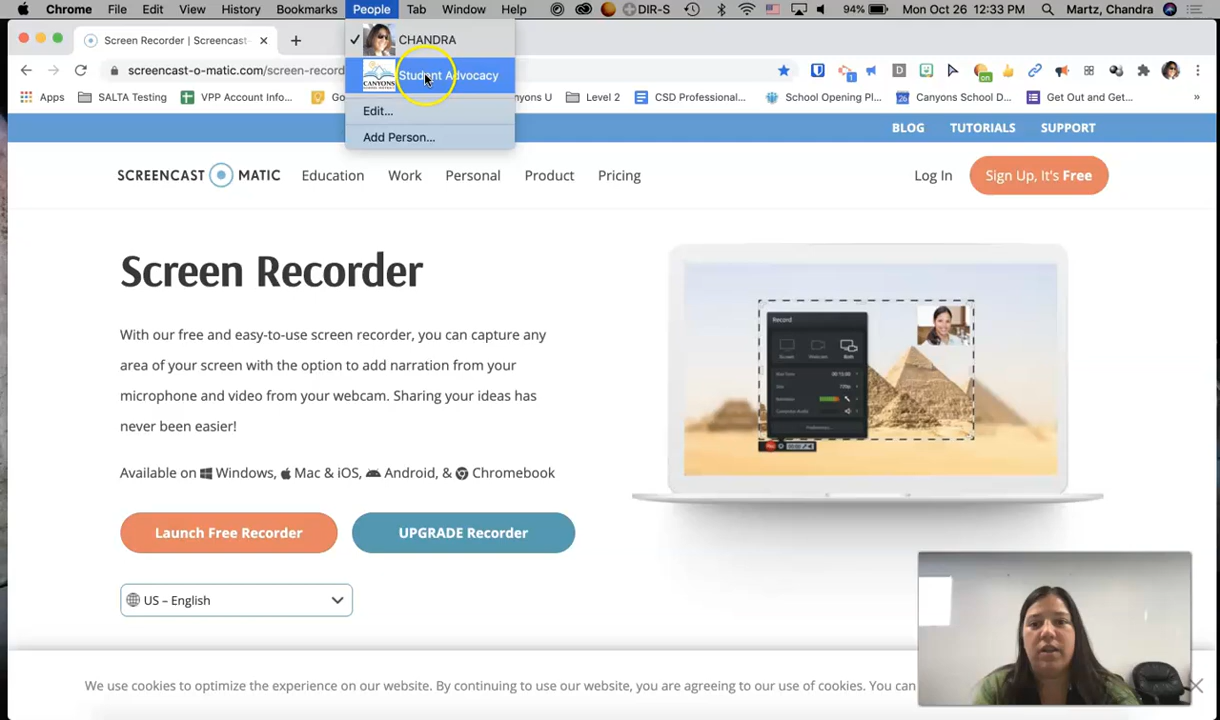 Chrome File Edit View History Bookmarks People Tab Window Help DIR-S 94% Mon Oct 26 12:33 PM Martz, Chandra
Screen Recorder | Screencast-
CHANDRA
screencast-o-matic.com/screen-record
Student Advocacy
CANYONS
Apps SALTA Testing VPP Account Info... Go nyons U Level 2 CSD Professional... School Opening Pl... Canyons School D... Get Out and Get...
Edit...
Add Person...
BLOG TUTORIALS SUPPORT
SCREENCAST MATIC Education Work Personal Product Pricing Log In Sign Up, It's Free
Screen Recorder
With our free and easy-to-use screen recorder, you can capture any
area of your screen with the option to add narration from your
microphone and video from your webcam. Sharing your ideas has
never been easier!
Available on Windows, Mac & iOS, Android, & Chromebook
Launch Free Recorder UPGRADE Recorder
US – English
Record
Screen Webcam Both
We use cookies to optimize the experience on our website. By continuing to use our website, you are agreeing to our use of cookies. You can